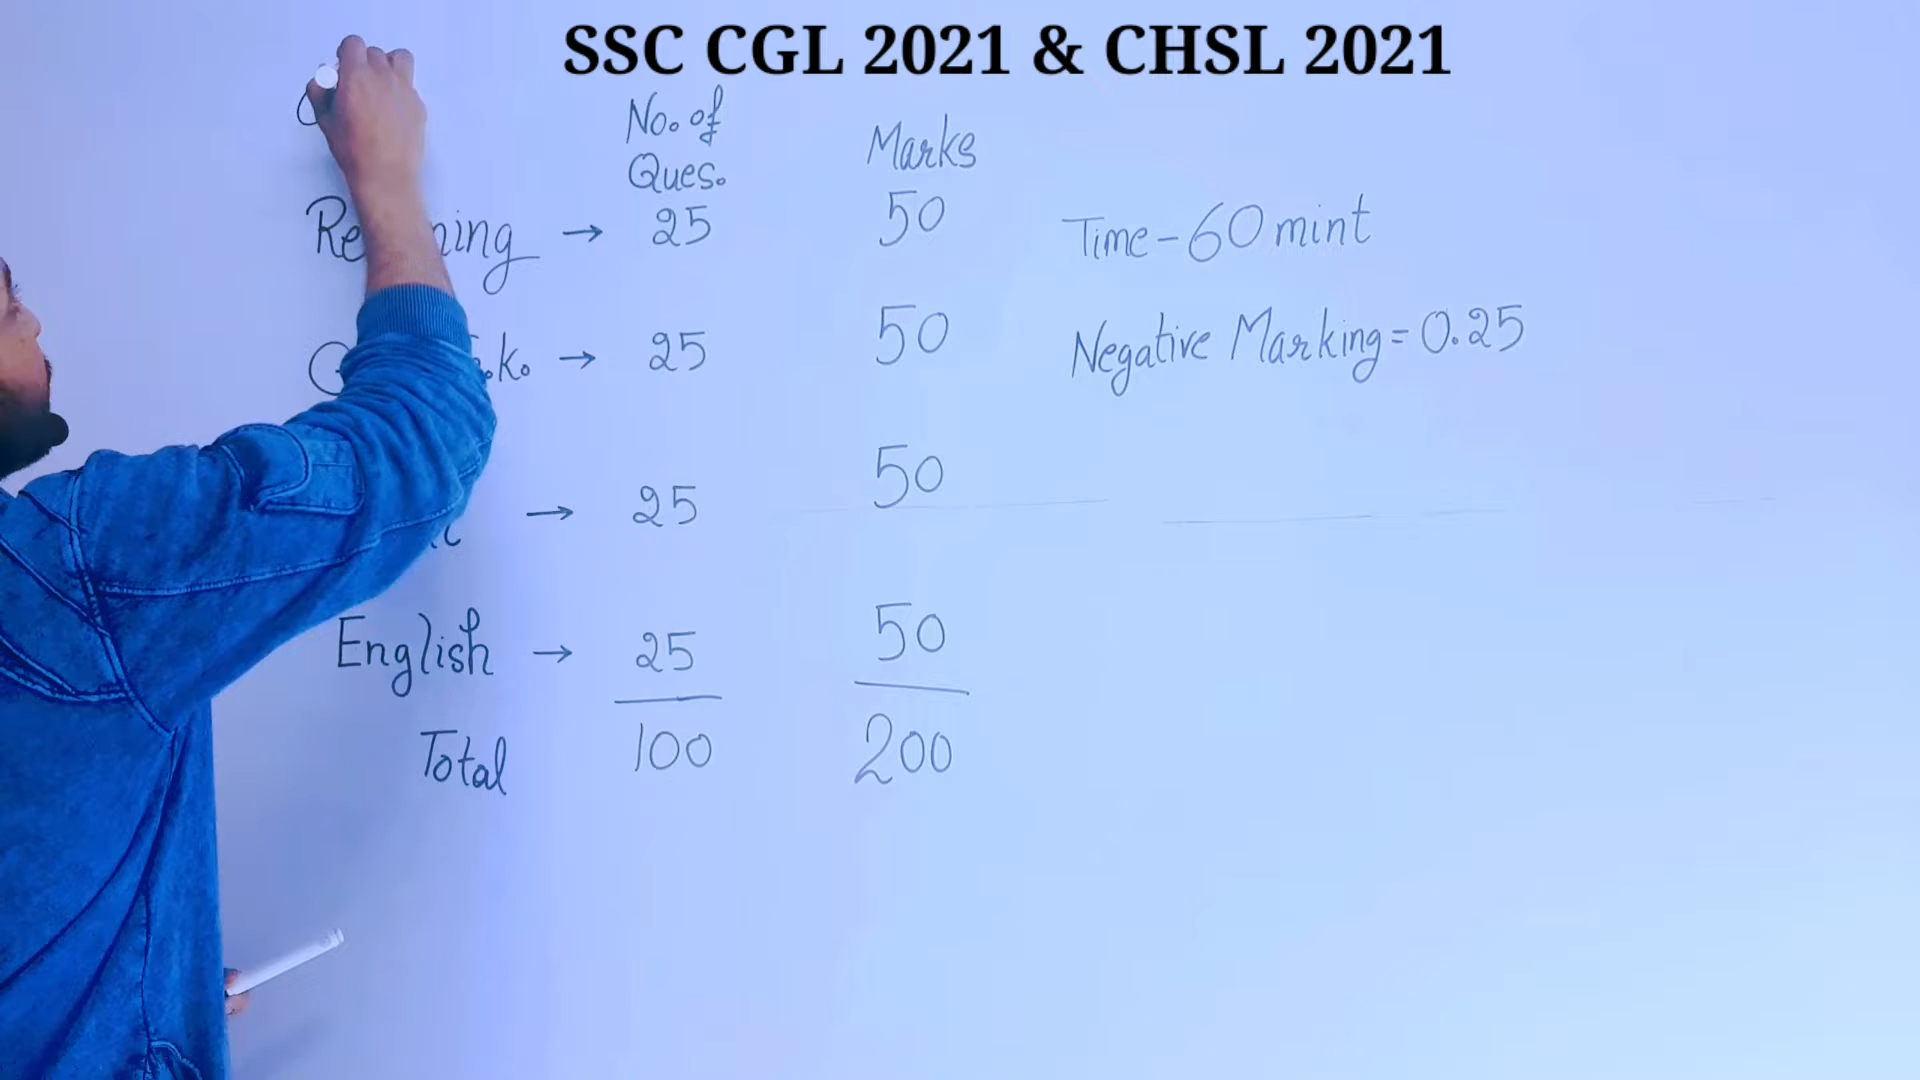 SSC CGL 2021 & CHSL 2021
No. of
Ques.
Marks
→ 25 50
Time - 60 mint
k. → 25 50
Negative Marking = 0.25
→ 25 50
English → 25 50
Total 100 200